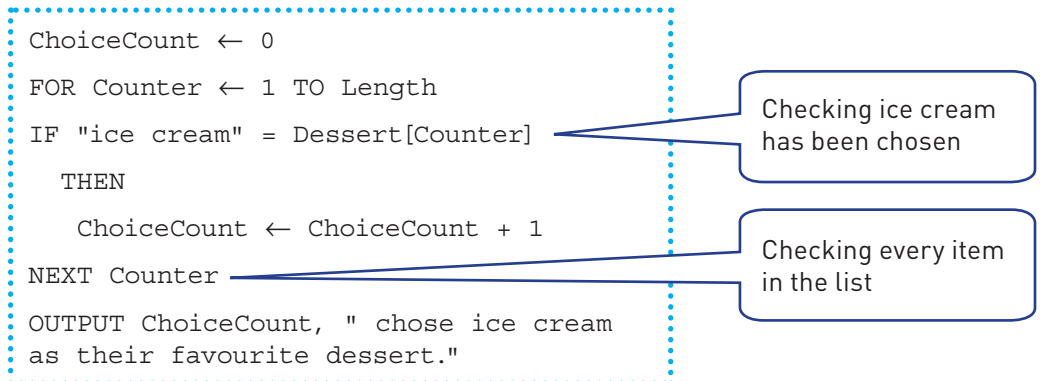 ChoiceCount ← 0
FOR Counter ← 1 TO Length
IF "ice cream" = Dessert[Counter]
THEN
ChoiceCount ← ChoiceCount + 1
NEXT Counter
OUTPUT ChoiceCount, " chose ice cream
as their favourite dessert."
Checking ice cream
has been chosen
Checking every item
in the list